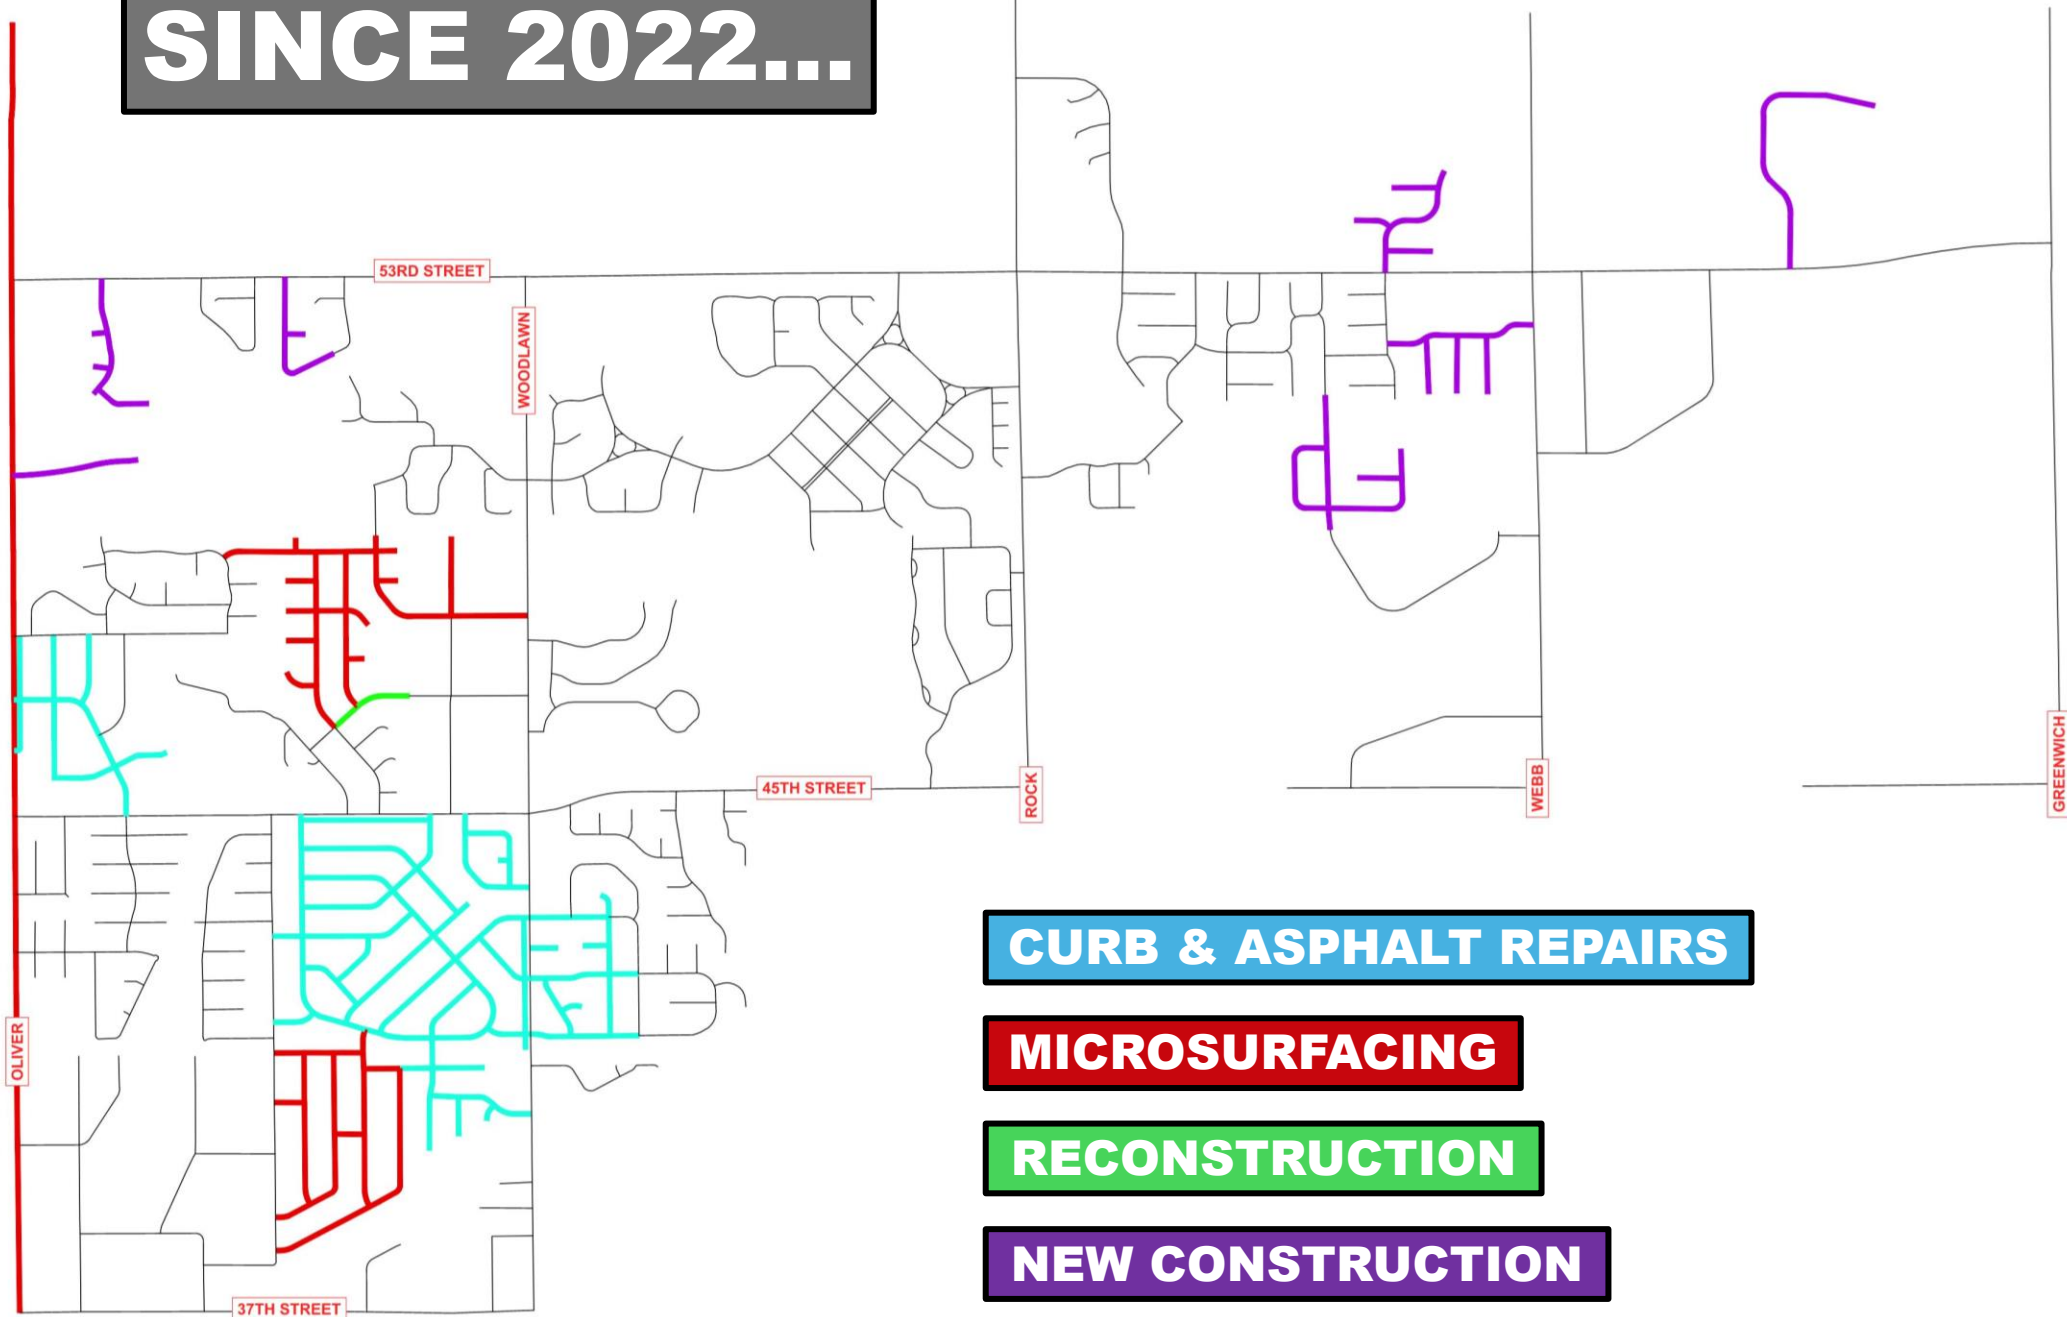 SINCE 2022...
53RD STREET
WOODLAWN
45TH STREET
ROCK
WEBB
GREENWICH
CURB & ASPHALT REPAIRS
OLIVER
MICROSURFACING
RECONSTRUCTION
NEW CONSTRUCTION
37TH STREET